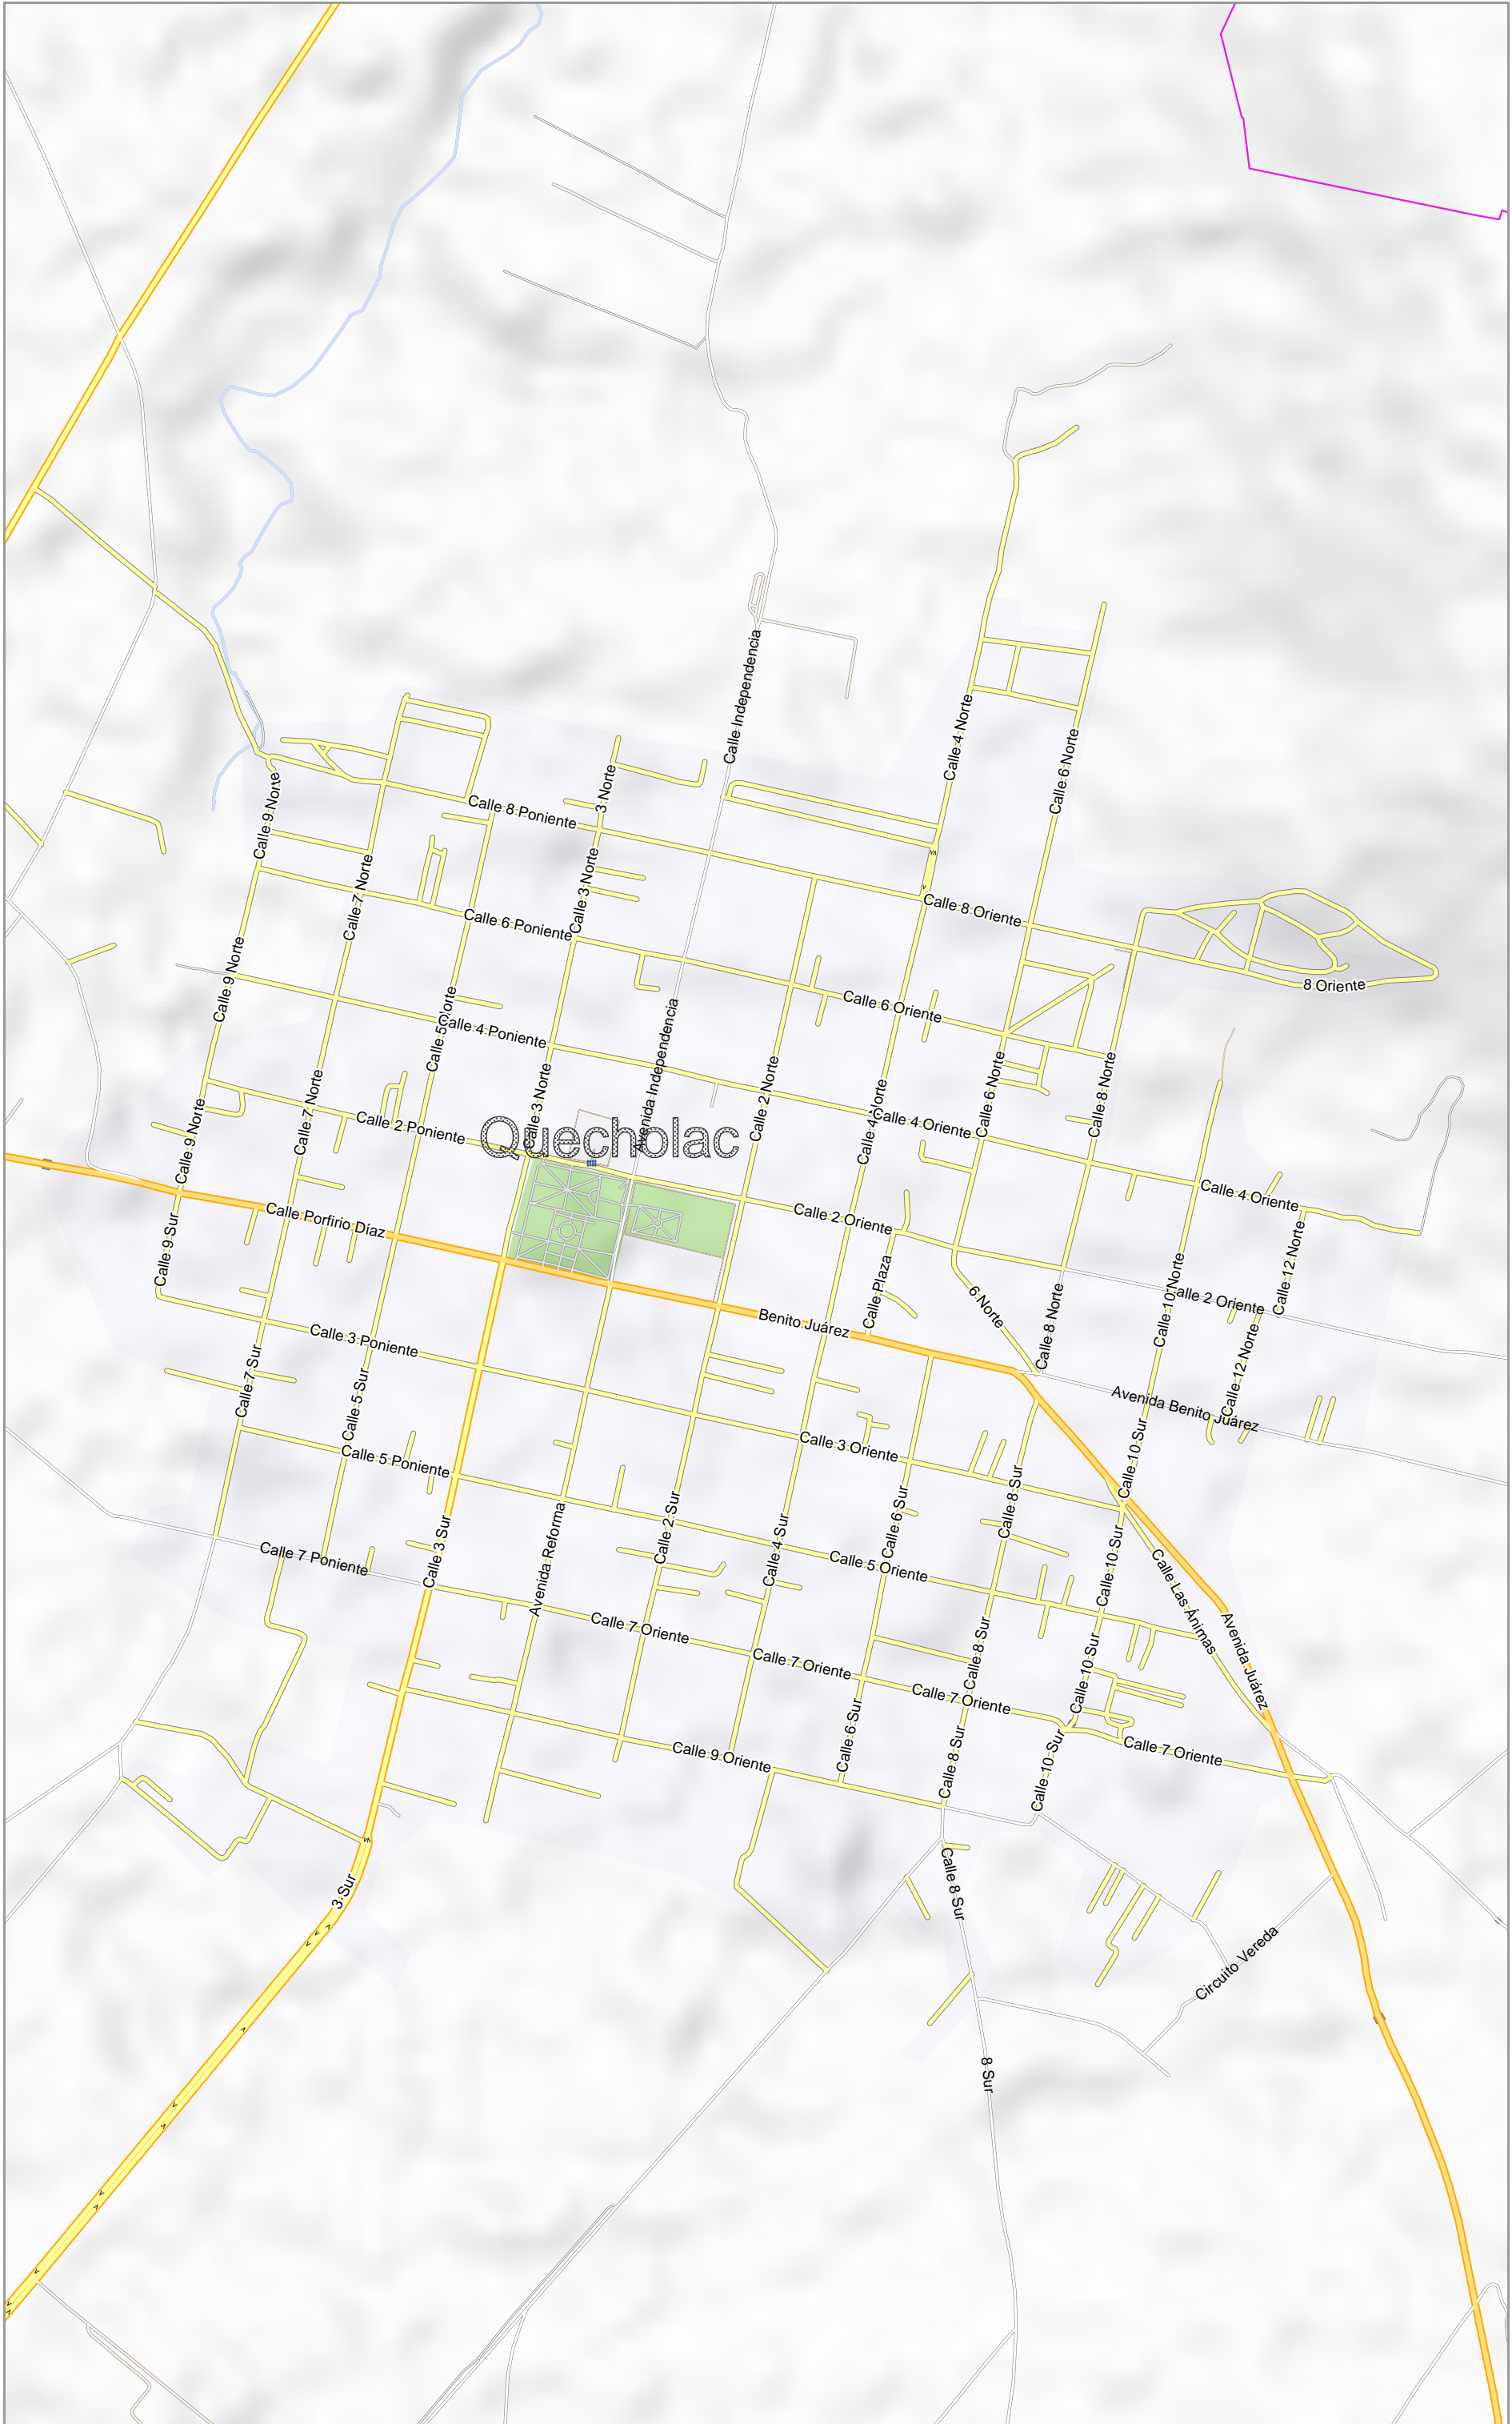 Calle Independencia
Calle 4 Norte
Calle 6 Norte
Calle 9 Norte
Calle 8 Poniente
3 Norte
Calle 7 Norte
Calle 3 Norte
Calle 6 Poniente
Calle 8 Oriente
Calle 9 Norte
8 Oriente
Calle 6 Oriente
Calle 5 Norte
Calle 4 Poniente
Avenida Independencia
Calle 2 Norte
Calle 7 Norte
Calle 3 Norte
Calle 9 Norte
Calle 2 Poniente
Quecholac
Calle 4 Norte
Calle 4 Oriente
Calle 6 Norte
Calle 8 Norte
Calle 4 Oriente
Calle 9 Sur
Calle Porfirio Díaz
Calle 2 Oriente
Calle Plaza
6 Norte
Calle 8 Norte
Calle 10 Norte
Calle 2 Oriente
Calle 12 Norte
Calle 12 Norte
Benito Juárez
Calle 3 Poniente
Calle 7 Sur
Calle 5 Sur
Avenida Benito Juárez
Calle 5 Poniente
Calle 3 Oriente
Calle 10 Sur
Calle 8 Sur
Calle 6 Sur
Calle 7 Poniente
Calle 3 Sur
Avenida Reforma
Calle 2 Sur
Calle 4 Sur
Calle 5 Oriente
Calle 10 Sur
Calle Las Ánimas
Avenida Juárez
Calle 7 Oriente
Calle 7 Oriente
Calle 8 Sur
Calle 10 Sur
Calle 7 Oriente
Calle 6 Sur
Calle 9 Oriente
Calle 8 Sur
Calle 10 Sur
Calle 7 Oriente
3 Sur
Calle 8 Sur
Circuito Vereda
8 Sur